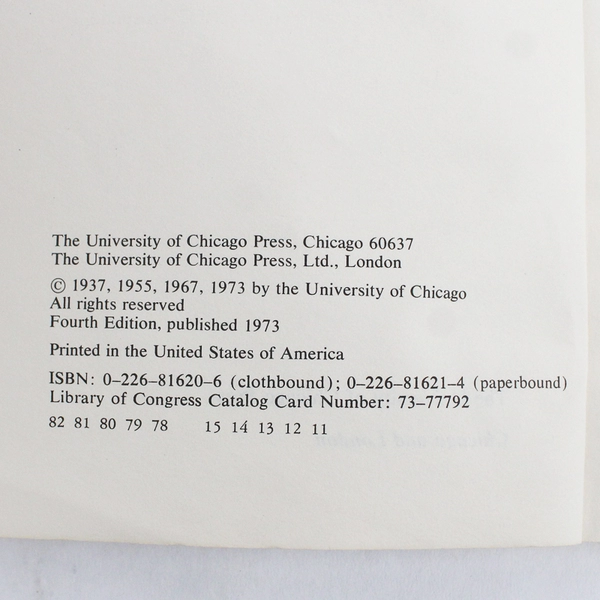 The University of Chicago Press, Chicago 60637
The University of Chicago Press, Ltd., London
© 1937, 1955, 1967, 1973 by the University of Chicago
All rights reserved
Fourth Edition, published 1973
Printed in the United States of America
ISBN: 0–226–81620–6 (clothbound); 0–226–81621–4 (paperbound)
Library of Congress Catalog Card Number: 73–77792
82 81 80 79 78 15 14 13 12 11